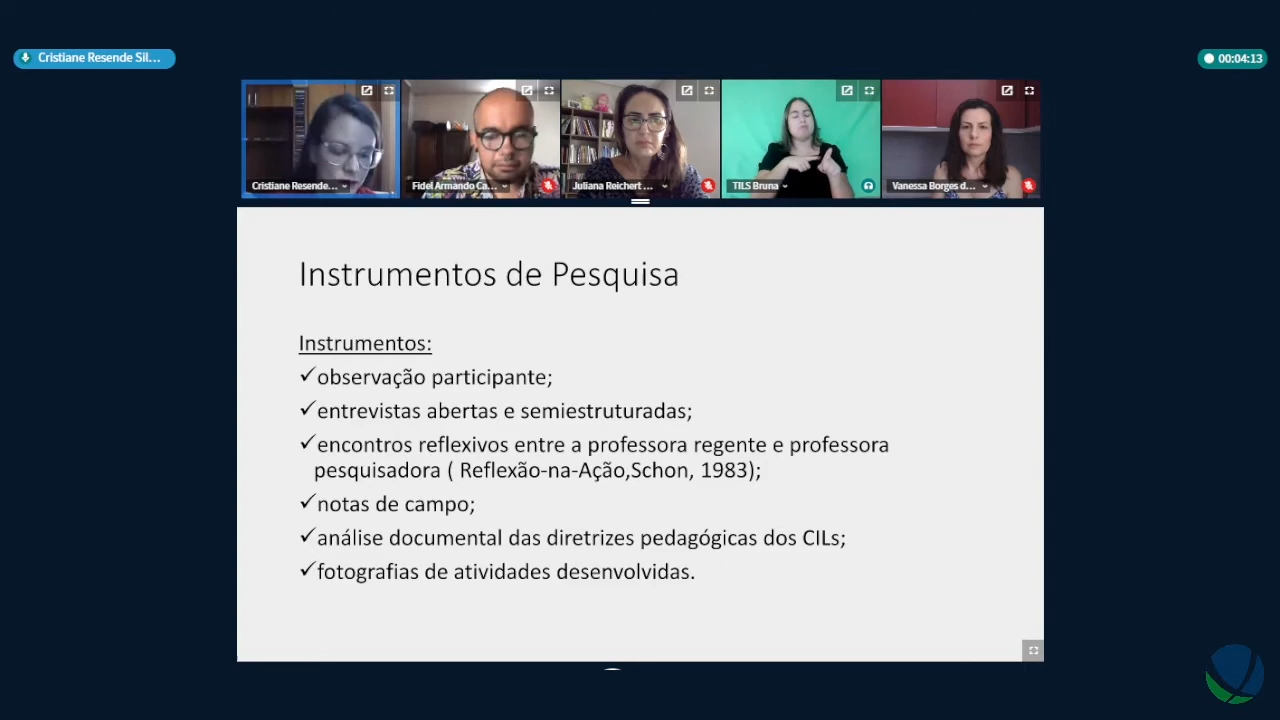 Cristiane Resende Sil...
00:04:13
Cristiane Resende...
Fidel Armando Ca...
Juliana Reichert ...
TILS Bruna
Vanessa Borges d...
Instrumentos de Pesquisa
Instrumentos:
✓observação participante;
✓entrevistas abertas e semiestruturadas;
✓encontros reflexivos entre a professora regente e professora
pesquisadora ( Reflexão-na-Ação,Schon, 1983);
✓notas de campo;
✓análise documental das diretrizes pedagógicas dos CILs;
✓fotografias de atividades desenvolvidas.